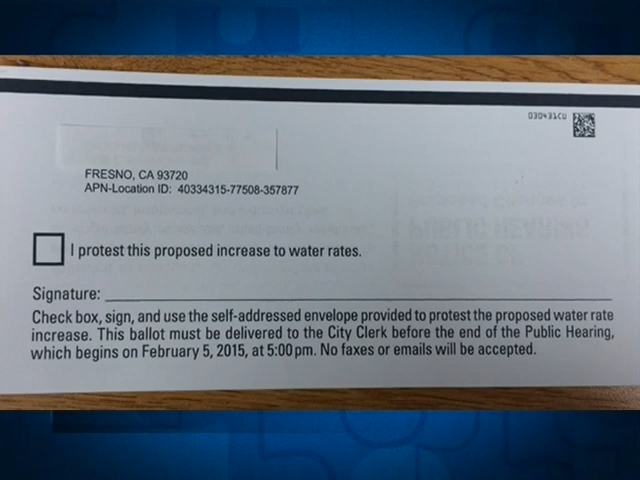 030431CU
FRESNO, CA 93720
APN-Location ID: 40334315-77508-357877
I protest this proposed increase to water rates.
Signature:
Check box, sign, and use the self-addressed envelope provided to protest the proposed water rate
increase. This ballot must be delivered to the City Clerk before the end of the Public Hearing,
which begins on February 5, 2015, at 5:00 pm. No faxes or emails will be accepted.